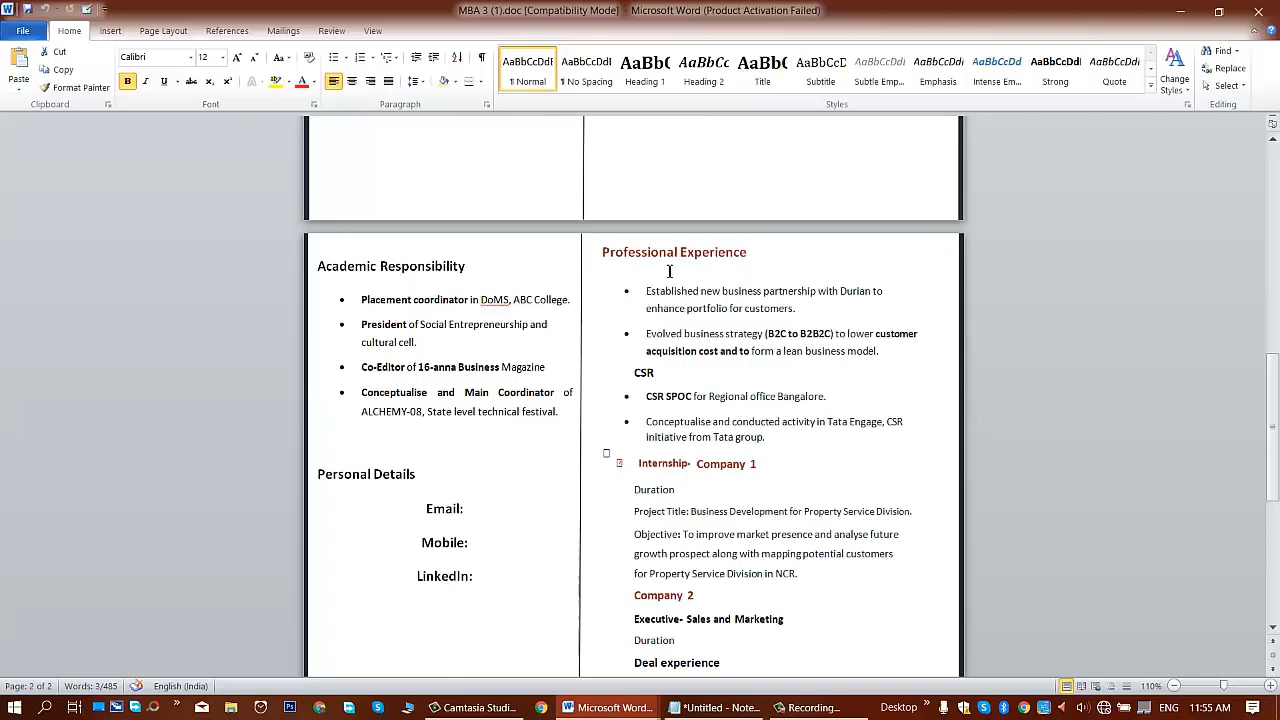 MBA 3 (1).doc [Compatibility Mode] - Microsoft Word (Product Activation Failed)
File Home Insert Page Layout References Mailings Review View
Paste Cut Copy Format Painter
Calibri 12
AaBbCcDdE AaBbCcDdI AaBbC AaBbCc AaBbC AaBbCcD AaBbCcDdI AaBbCcDdI AaBbCcDdI AaBbCcDdI AaBbCcDdI
¶ Normal ¶ No Spacing Heading 1 Heading 2 Title Subtitle Subtle Emp... Emphasis Intense Em... Strong Quote
Change Styles
Find
Replace
Select
Clipboard Font Paragraph Styles Editing
Academic Responsibility
• Placement coordinator in DoMS, ABC College.
• President of Social Entrepreneurship and
cultural cell.
• Co-Editor of 16-anna Business Magazine
• Conceptualise and Main Coordinator of
ALCHEMY-08, State level technical festival.
Personal Details
Email:
Mobile:
LinkedIn:
Professional Experience
• Established new business partnership with Durian to
enhance portfolio for customers.
• Evolved business strategy (B2C to B2B2C) to lower customer
acquisition cost and to form a lean business model.
CSR
• CSR SPOC for Regional office Bangalore.
• Conceptualise and conducted activity in Tata Engage, CSR
initiative from Tata group.
Internship- Company 1
Duration
Project Title: Business Development for Property Service Division.
Objective: To improve market presence and analyse future
growth prospect along with mapping potential customers
for Property Service Division in NCR.
Company 2
Executive- Sales and Marketing
Duration
Deal experience
Page: 2 of 2 Words: 3/485 English (India) 110%
Camtasia Studi... Microsoft Word... *Untitled - Note... Recording... Desktop ENG 11:55 AM